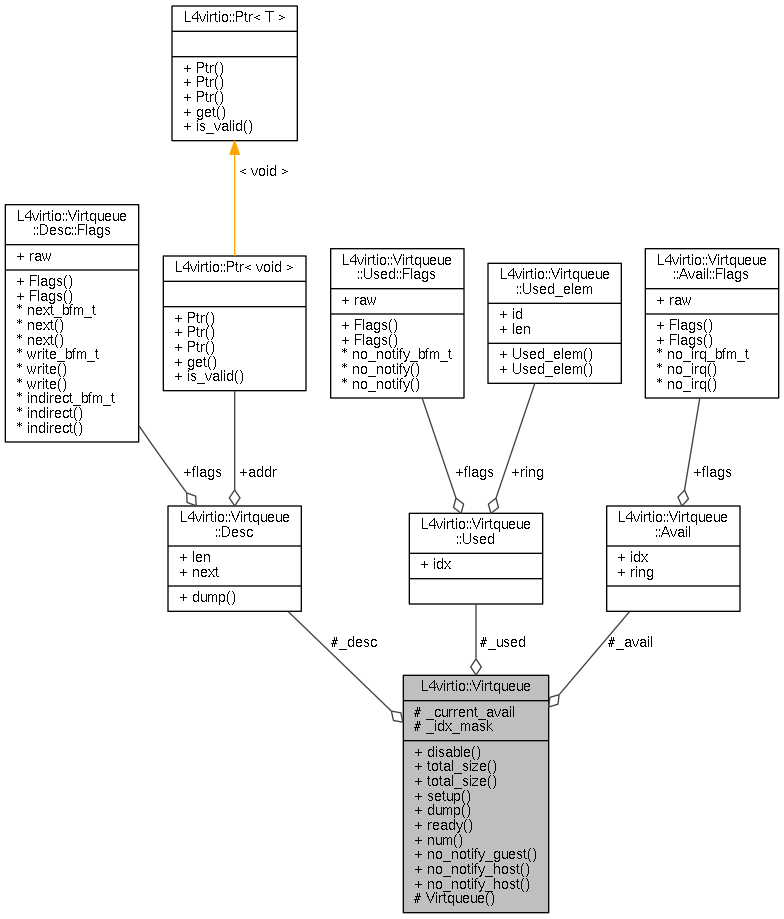 L4virtio::Ptr< T >
+ Ptr()
+ Ptr()
+ Ptr()
+ get()
+ is_valid()
< void >
L4virtio::Virtqueue
::Desc::Flags
+ raw
+ Flags()
+ Flags()
* next_bfm_t
* next()
* next()
* write_bfm_t
* write()
* write()
* indirect_bfm_t
* indirect()
* indirect()
L4virtio::Ptr< void >
+ Ptr()
+ Ptr()
+ Ptr()
+ get()
+ is_valid()
L4virtio::Virtqueue
::Used::Flags
+ raw
+ Flags()
+ Flags()
* no_notify_bfm_t
* no_notify()
* no_notify()
L4virtio::Virtqueue
::Used_elem
+ id
+ len
+ Used_elem()
+ Used_elem()
L4virtio::Virtqueue
::Avail::Flags
+ raw
+ Flags()
+ Flags()
* no_irq_bfm_t
* no_irq()
* no_irq()
+flags
+addr
+flags
+ring
+flags
L4virtio::Virtqueue
::Desc
+ len
+ next
+ dump()
L4virtio::Virtqueue
::Used
+ idx
L4virtio::Virtqueue
::Avail
+ idx
+ ring
#_desc
#_used
#_avail
L4virtio::Virtqueue
# _current_avail
# _idx_mask
+ disable()
+ total_size()
+ total_size()
+ setup()
+ dump()
+ ready()
+ num()
+ no_notify_guest()
+ no_notify_host()
+ no_notify_host()
# Virtqueue()